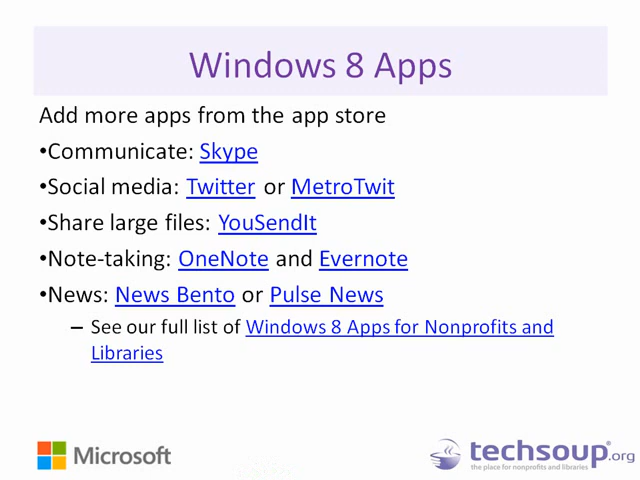 Windows 8 Apps
Add more apps from the app store
•Communicate: Skype
•Social media: Twitter or MetroTwit
•Share large files: YouSendIt
•Note-taking: OneNote and Evernote
•News: News Bento or Pulse News
– See our full list of Windows 8 Apps for Nonprofits and
Libraries
Microsoft
techsoup®.org
the place for nonprofits and libraries